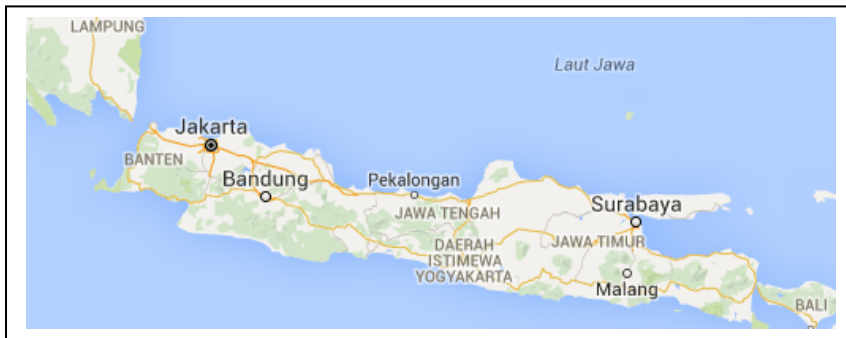 LAMPUNG
Laut Jawa
Jakarta
BANTEN
Bandung
Pekalongan
JAWA TENGAH
Surabaya
DAERAH
ISTIMEWA
YOGYAKARTA
JAWA TIMUR
Malang
BALI